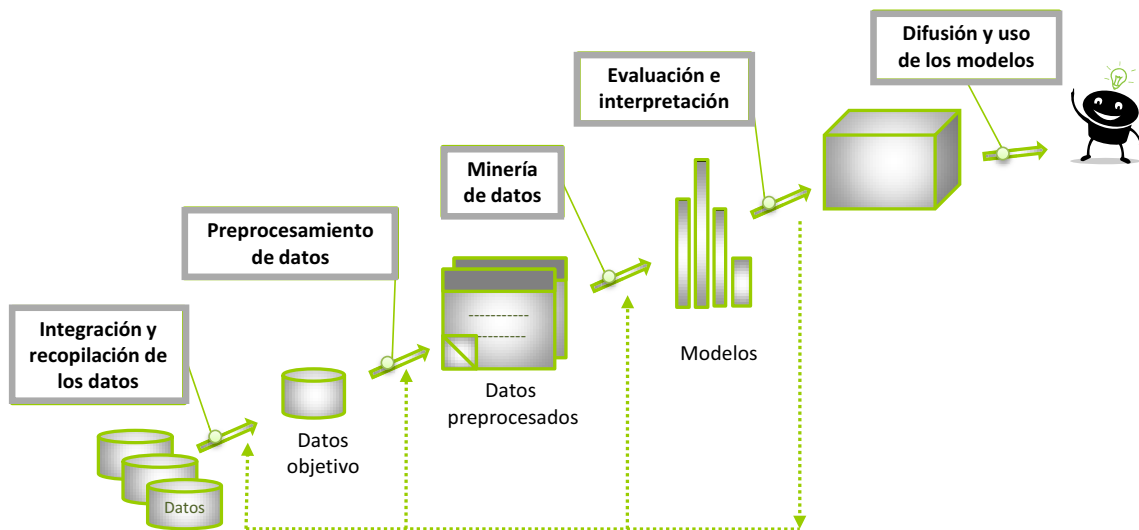 Integración y
recopilación de
los datos
Datos
Datos
objetivo
Preprocesamiento
de datos
Datos
preprocesados
Minería
de datos
Modelos
Evaluación e
interpretación
Difusión y uso
de los modelos